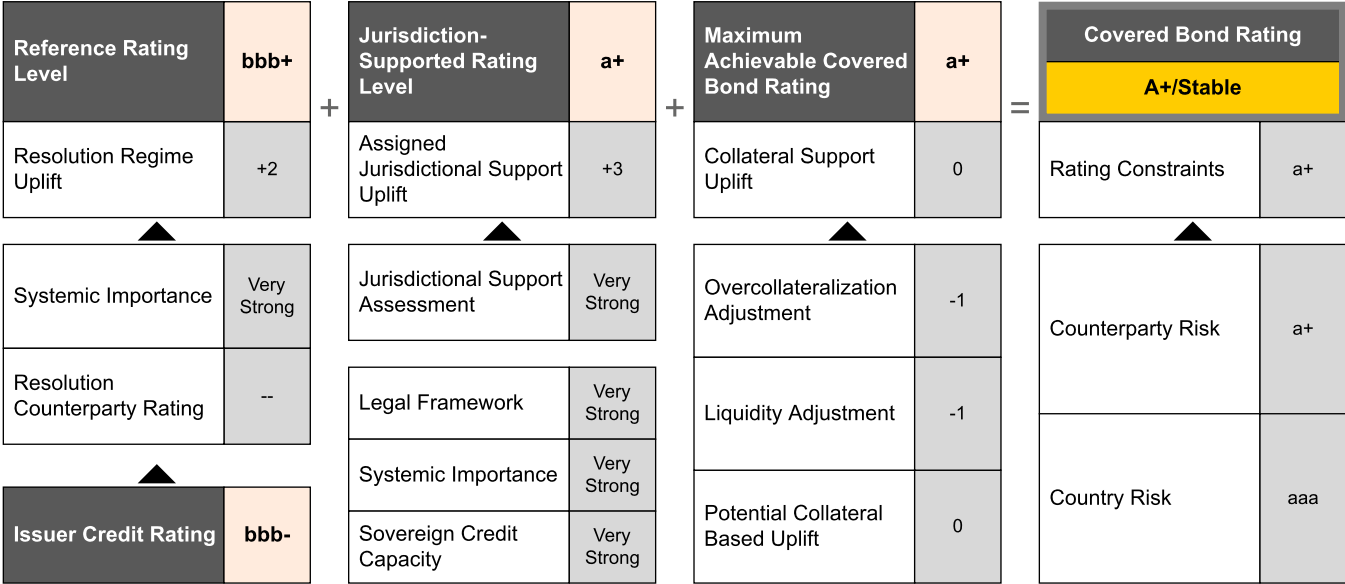 Reference Rating
Level
bbb+
Resolution Regime
Uplift
+2
Systemic Importance
Very
Strong
Resolution
Counterparty Rating
--
Issuer Credit Rating
bbb-
+
Jurisdiction-
Supported Rating
Level
a+
Assigned
Jurisdictional Support
Uplift
+3
Jurisdictional Support
Assessment
Very
Strong
Legal Framework
Very
Strong
Systemic Importance
Very
Strong
Sovereign Credit
Capacity
Very
Strong
+
Maximum
Achievable Covered
Bond Rating
a+
Collateral Support
Uplift
0
Overcollateralization
Adjustment
-1
Liquidity Adjustment
-1
Potential Collateral
Based Uplift
0
=
Covered Bond Rating
A+/Stable
Rating Constraints
a+
Counterparty Risk
a+
Country Risk
aaa